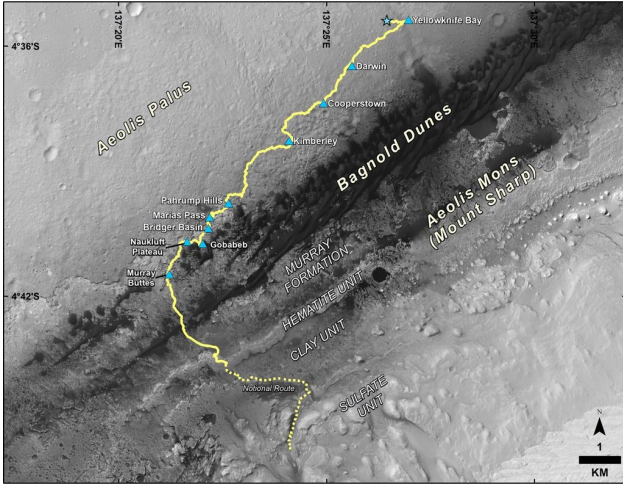 137°20'E
137°25'E
137°30'E
4°36'S
4°42'S
Yellowknife Bay
Darwin
Cooperstown
Kimberley
Aeolis Palus
Bagnold Dunes
Aeolis Mons
(Mount Sharp)
Pahrump Hills
Marias Pass
Bridger Basin
Naukluft
Plateau
Gobabeb
Murray
Buttes
MURRAY
FORMATION
HEMATITE UNIT
CLAY UNIT
SULFATE
UNIT
Notional Route
N
1
KM